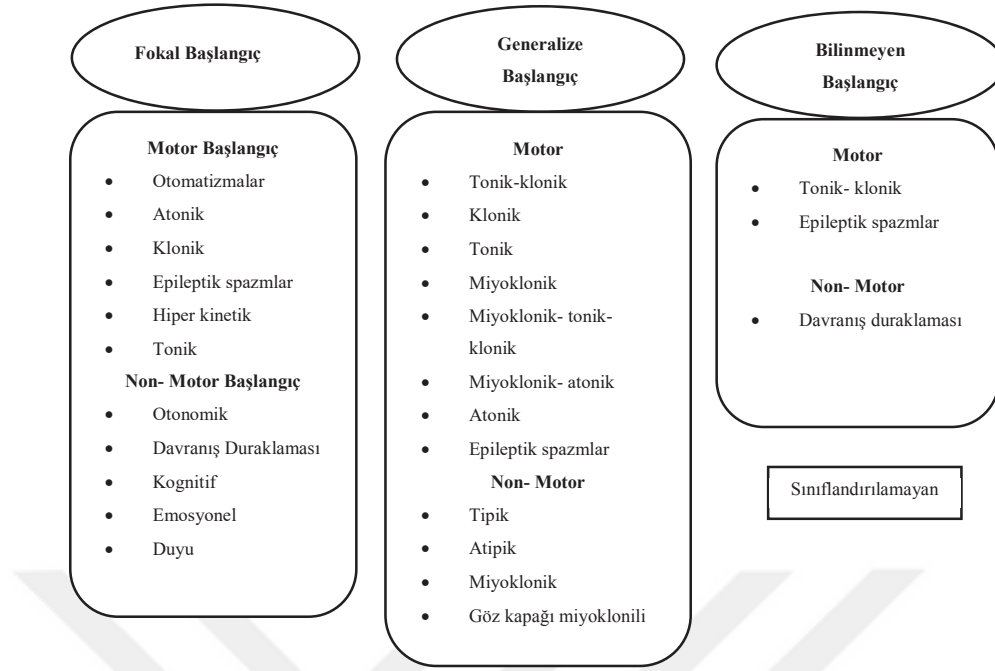 Fokal Başlangıç
Motor Başlangıç
• Otomatizmalar
• Atonik
• Klonik
• Epileptik spazmlar
• Hiper kinetik
• Tonik
Non- Motor Başlangıç
• Otonomik
• Davranış Duraklaması
• Kognitif
• Emosyonel
• Duyu
Generalize
Başlangıç
Motor
• Tonik-klonik
• Klonik
• Tonik
• Miyoklonik
• Miyoklonik- tonik-
klonik
• Miyoklonik- atonik
• Atonik
• Epileptik spazmlar
Non- Motor
• Tipik
• Atipik
• Miyoklonik
• Göz kapağı miyoklonili
Bilinmeyen
Başlangıç
Motor
• Tonik- klonik
• Epileptik spazmlar
Non- Motor
• Davranış duraklaması
Sınıflandırılamayan